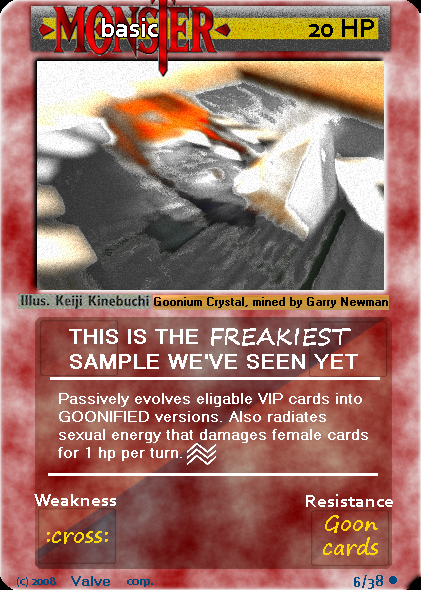 MONSTER
basic
20 HP
Illus. Keiji Kinebuchi
Goonium Crystal, mined by Garry Newman
THIS IS THE FREAKIEST
SAMPLE WE'VE SEEN YET
Passively evolves eligable VIP cards into
GOONIFIED versions. Also radiates
sexual energy that damages female cards
for 1 hp per turn.
Weakness
Resistance
:cross:
Goon
cards
(c) 2008 Valve corp.
6/38